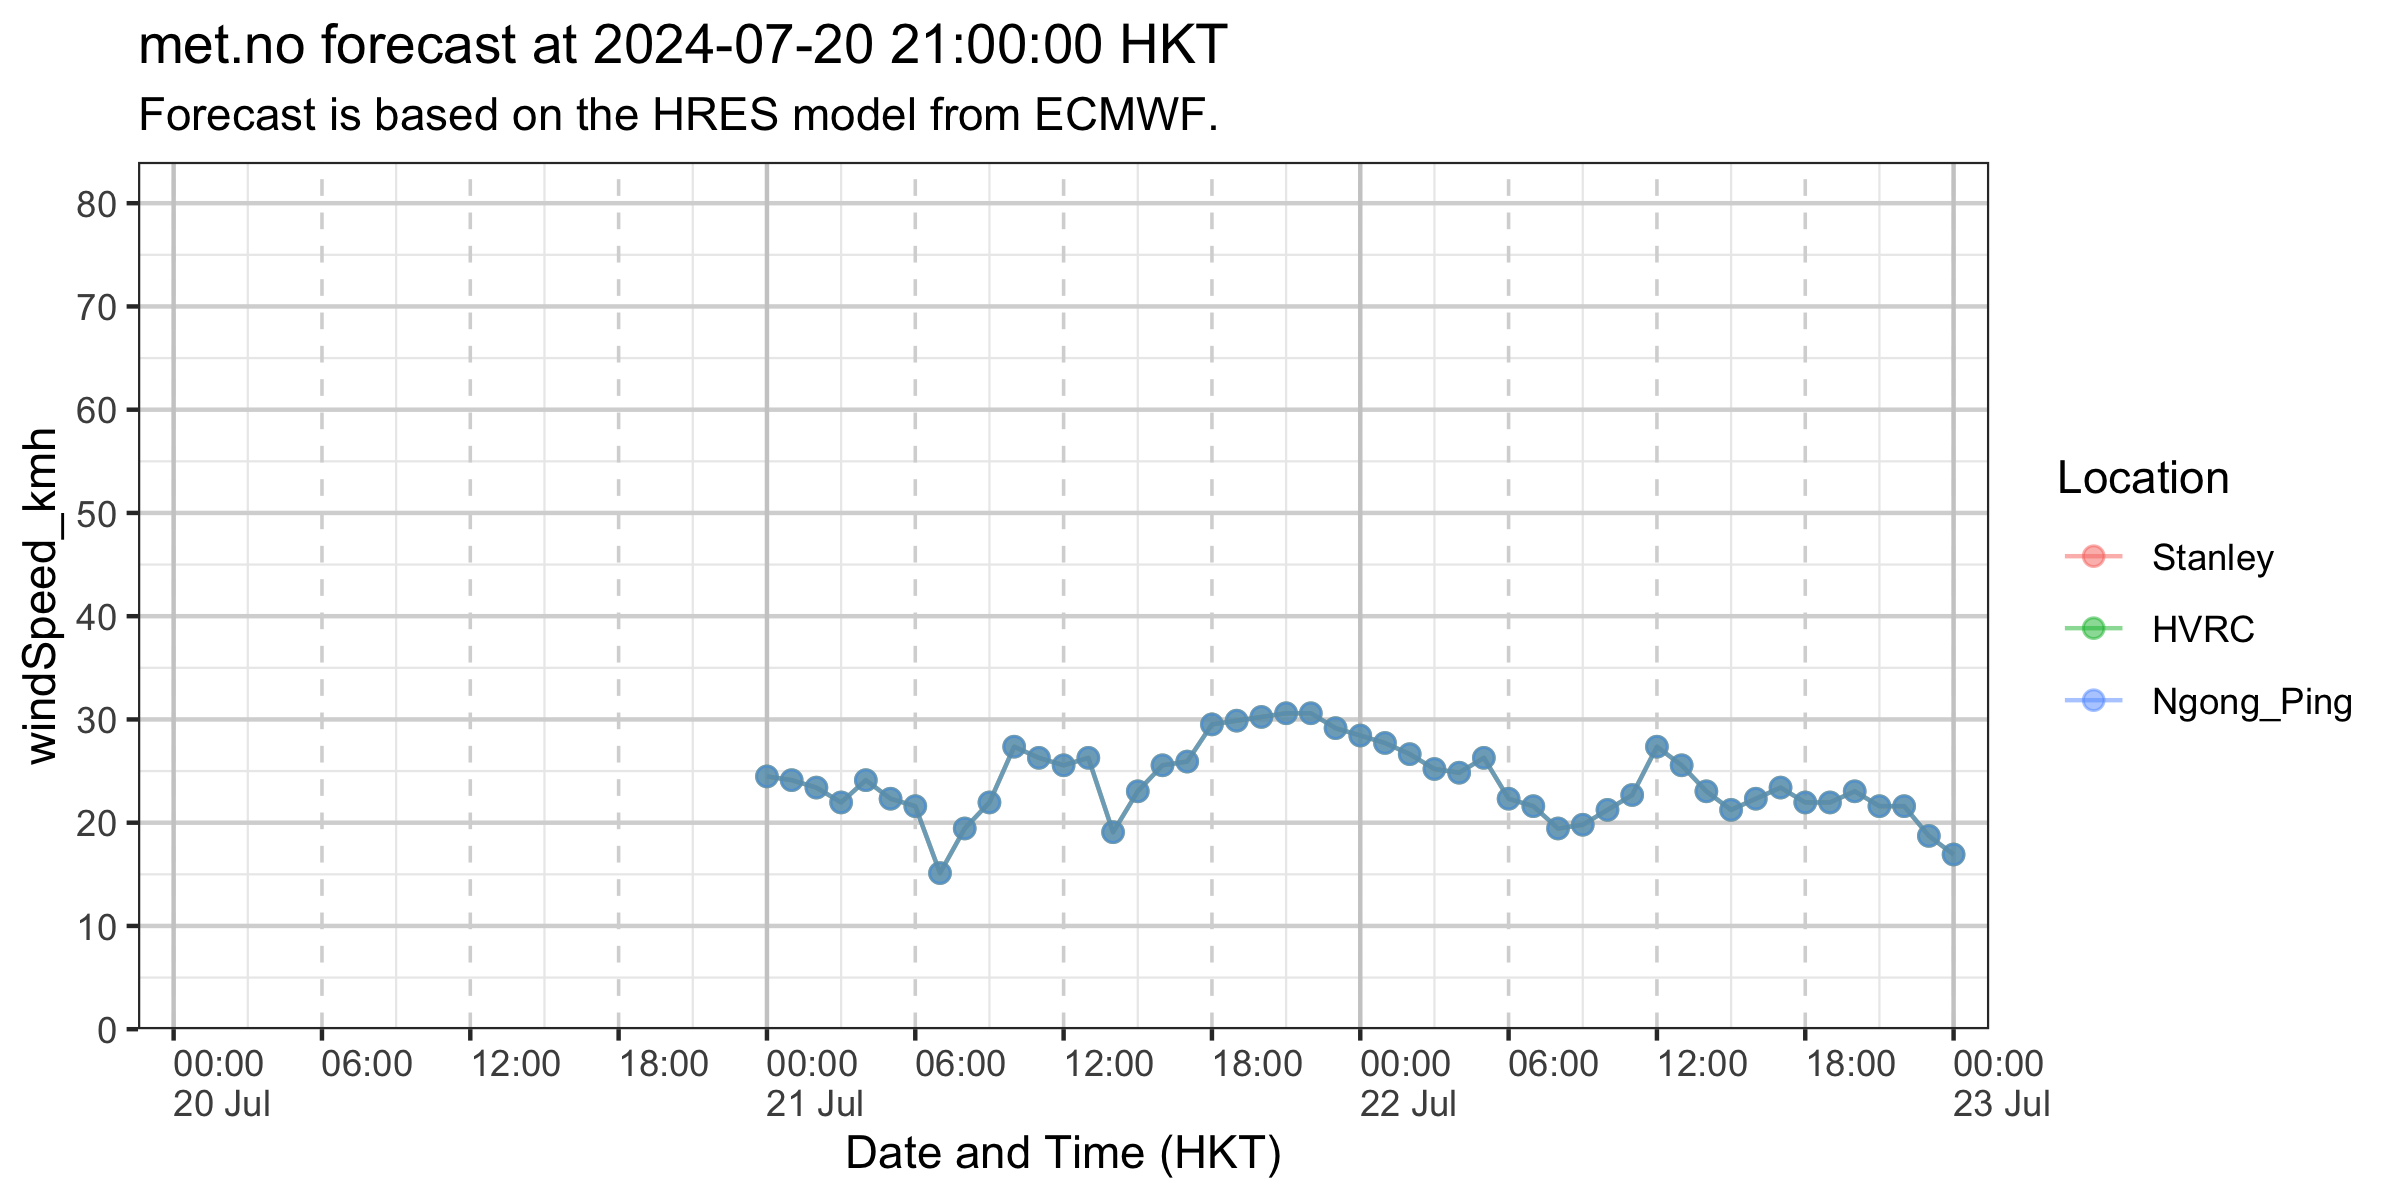 met.no forecast at 2024-07-20 21:00:00 HKT
Forecast is based on the HRES model from ECMWF.
windSpeed_kmh
80
70
60
50
40
30
20
10
0
00:00 06:00 12:00 18:00 00:00 06:00 12:00 18:00 00:00 06:00 12:00 18:00 00:00
20 Jul 21 Jul 22 Jul 23 Jul
Date and Time (HKT)
Location
Stanley
HVRC
Ngong_Ping